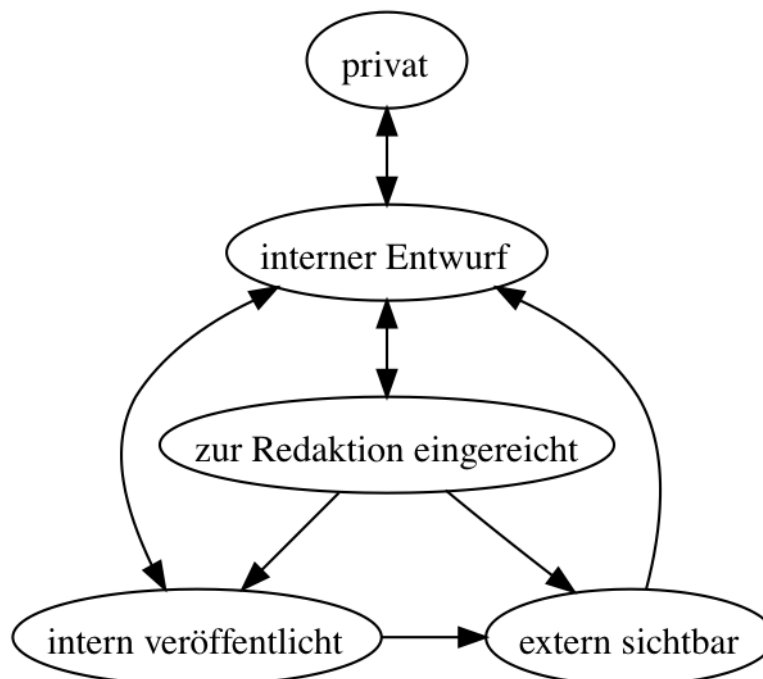 privat
interner Entwurf
zur Redaktion eingereicht
intern veröffentlicht
extern sichtbar